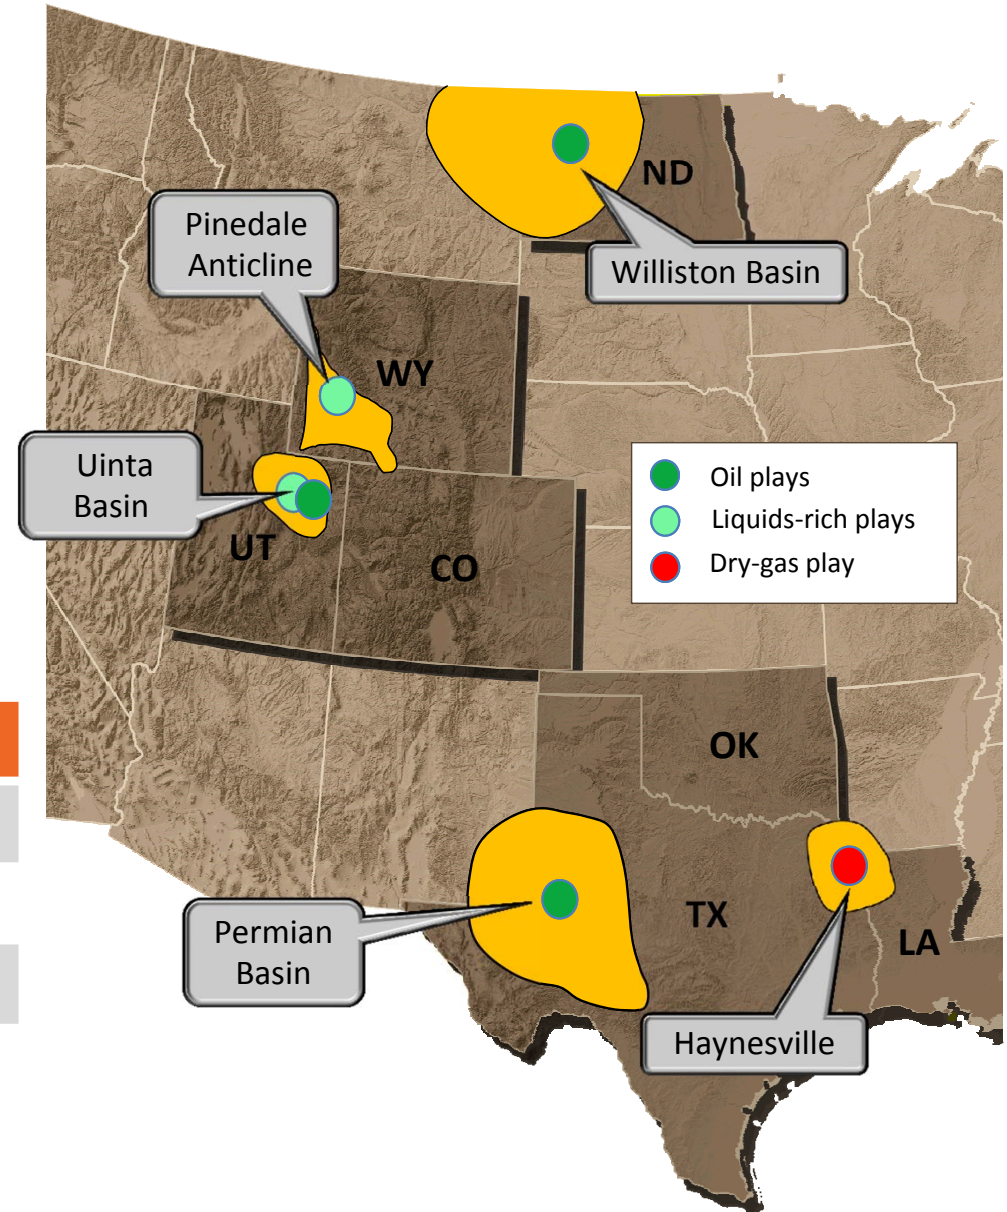 ND
Pinedale
Anticline
Williston Basin
WY
Uinta
Basin
Oil plays
Liquids-rich plays
Dry-gas play
UT
CO
OK
TX
Permian
Basin
LA
Haynesville